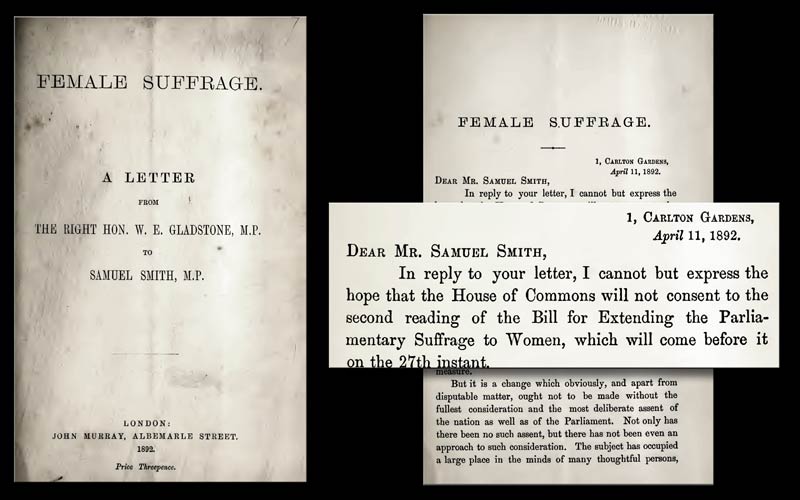 FEMALE SUFFRAGE.
A LETTER
FROM
THE RIGHT HON. W. E. GLADSTONE, M.P.
TO
SAMUEL SMITH, M.P.
LONDON:
JOHN MURRAY, ALBEMARLE STREET.
1892.
Price Threepence.
FEMALE SUFFRAGE.
1, CARLTON GARDENS,
April 11, 1892.
DEAR MR. SAMUEL SMITH,
In reply to your letter, I cannot but express the
1, CARLTON GARDENS,
April 11, 1892.
DEAR MR. SAMUEL SMITH,
In reply to your letter, I cannot but express the
hope that the House of Commons will not consent to the
second reading of the Bill for Extending the Parlia-
mentary Suffrage to Women, which will come before it
on the 27th instant.
measure.
But it is a change which obviously, and apart from
disputable matter, ought not to be made without the
fullest consideration and the most deliberate assent of
the nation as well as of the Parliament. Not only has
there been no such assent, but there has not been even an
approach to such consideration. The subject has occupied
a large place in the minds of many thoughtful persons,